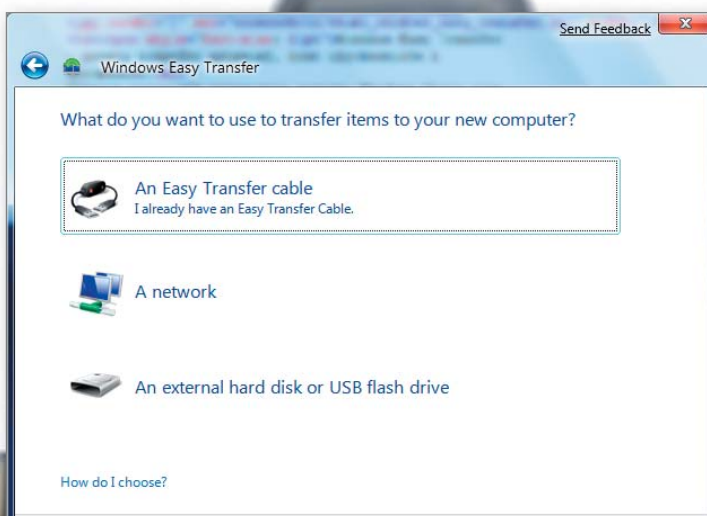 Send Feedback
Windows Easy Transfer
What do you want to use to transfer items to your new computer?
An Easy Transfer cable
I already have an Easy Transfer Cable.
A network
An external hard disk or USB flash drive
How do I choose?